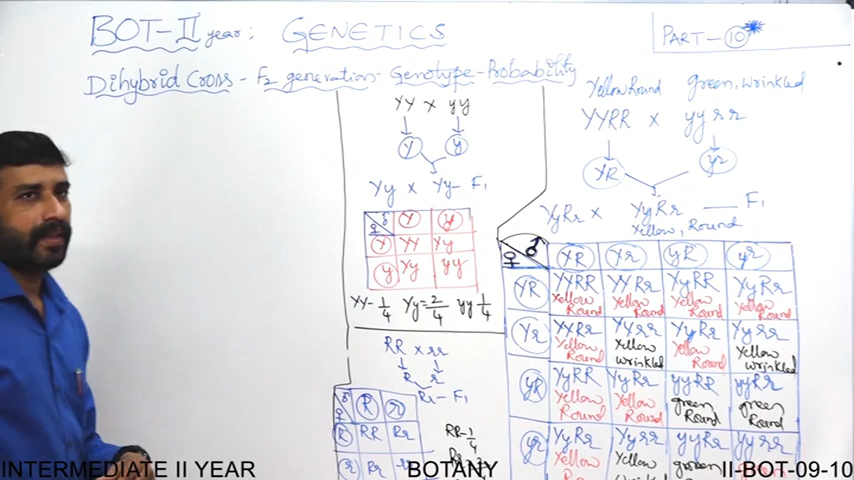 BOT-II year; GENETICS
PART-10
Dihybrid Cross - F2 generation. Genotype-Probability
YY x yy
Y y
Yy x Yy - F1
♀ ♂ Y y
Y YY Yy
y Yy yy
YY-1/4 Yy=2/4 yy 1/4
RR x rr
R r
Rr - F1
♀ ♂ R r
R RR Rr
r Rr
RR-1/4
Yellow Round green, wrinkled
YYRR x yyrr
YR yr
YyRr x YyRr — F1
Yellow, Round
♀ ♂ YR Yr yR yr
YR YYRR YYRr YyRR YyRr
Yellow Round Yellow Round Yellow Round Yellow Round
Yr YYRr YYrr YyRr Yyrr
Yellow Round Yellow wrinkled Yellow Round Yellow wrinkled
yR YyRR YyRr yyRR yyRr
Yellow Round Yellow Round green Round green Round
yr YyRr Yyrr yyRr yyrr
Yellow Yellow green
INTERMEDIATE II YEAR BOTANY II-BOT-09-10